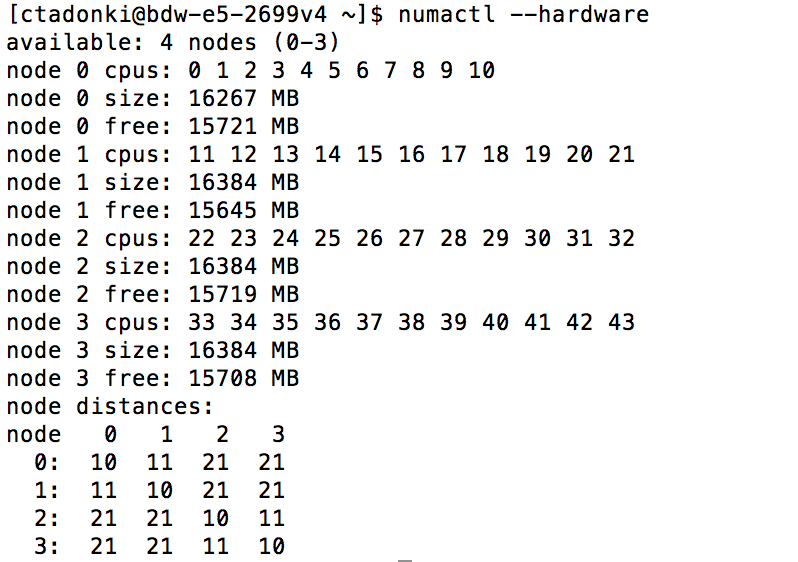 [ctadonki@bdw-e5-2699v4 ~]$ numactl --hardware
available: 4 nodes (0-3)
node 0 cpus: 0 1 2 3 4 5 6 7 8 9 10
node 0 size: 16267 MB
node 0 free: 15721 MB
node 1 cpus: 11 12 13 14 15 16 17 18 19 20 21
node 1 size: 16384 MB
node 1 free: 15645 MB
node 2 cpus: 22 23 24 25 26 27 28 29 30 31 32
node 2 size: 16384 MB
node 2 free: 15719 MB
node 3 cpus: 33 34 35 36 37 38 39 40 41 42 43
node 3 size: 16384 MB
node 3 free: 15708 MB
node distances:
node   0   1   2   3
  0:  10  11  21  21
  1:  11  10  21  21
  2:  21  21  10  11
  3:  21  21  11  10